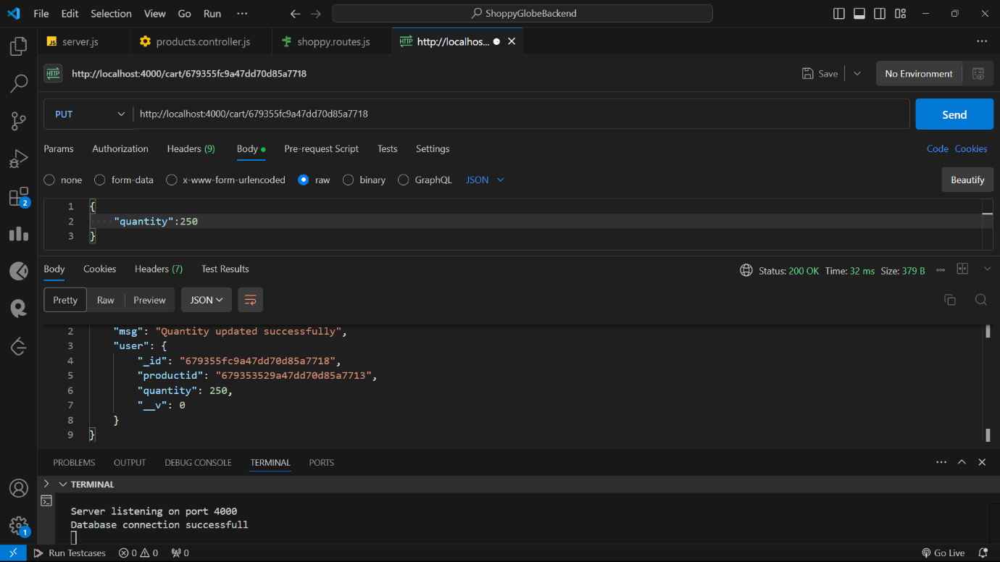 File Edit Selection View Go Run ···
ShoppyGlobeBackend
JS server.js
products.controller.js
shoppy.routes.js
HTTP http://localhos...
HTTP http://localhost:4000/cart/679355fc9a47dd70d85a7718
Save
No Environment
PUT http://localhost:4000/cart/679355fc9a47dd70d85a7718
Send
Params Authorization Headers (9) Body Pre-request Script Tests Settings
Code Cookies
none form-data x-www-form-urlencoded raw binary GraphQL JSON
Beautify
1 {
2 ····"quantity":250
3 }
Body Cookies Headers (7) Test Results
Status: 200 OK Time: 32 ms Size: 379 B
Pretty Raw Preview JSON
2 "msg": "Quantity updated successfully",
3 "user": {
4 "_id": "679355fc9a47dd70d85a7718",
5 "productid": "679353529a47dd70d85a7713",
6 "quantity": 250,
7 "__v": 0
8 }
9 }
2
PROBLEMS OUTPUT DEBUG CONSOLE TERMINAL PORTS
TERMINAL
Server listening on port 4000
Database connection successfull
1
Run Testcases 0 0 0
Go Live